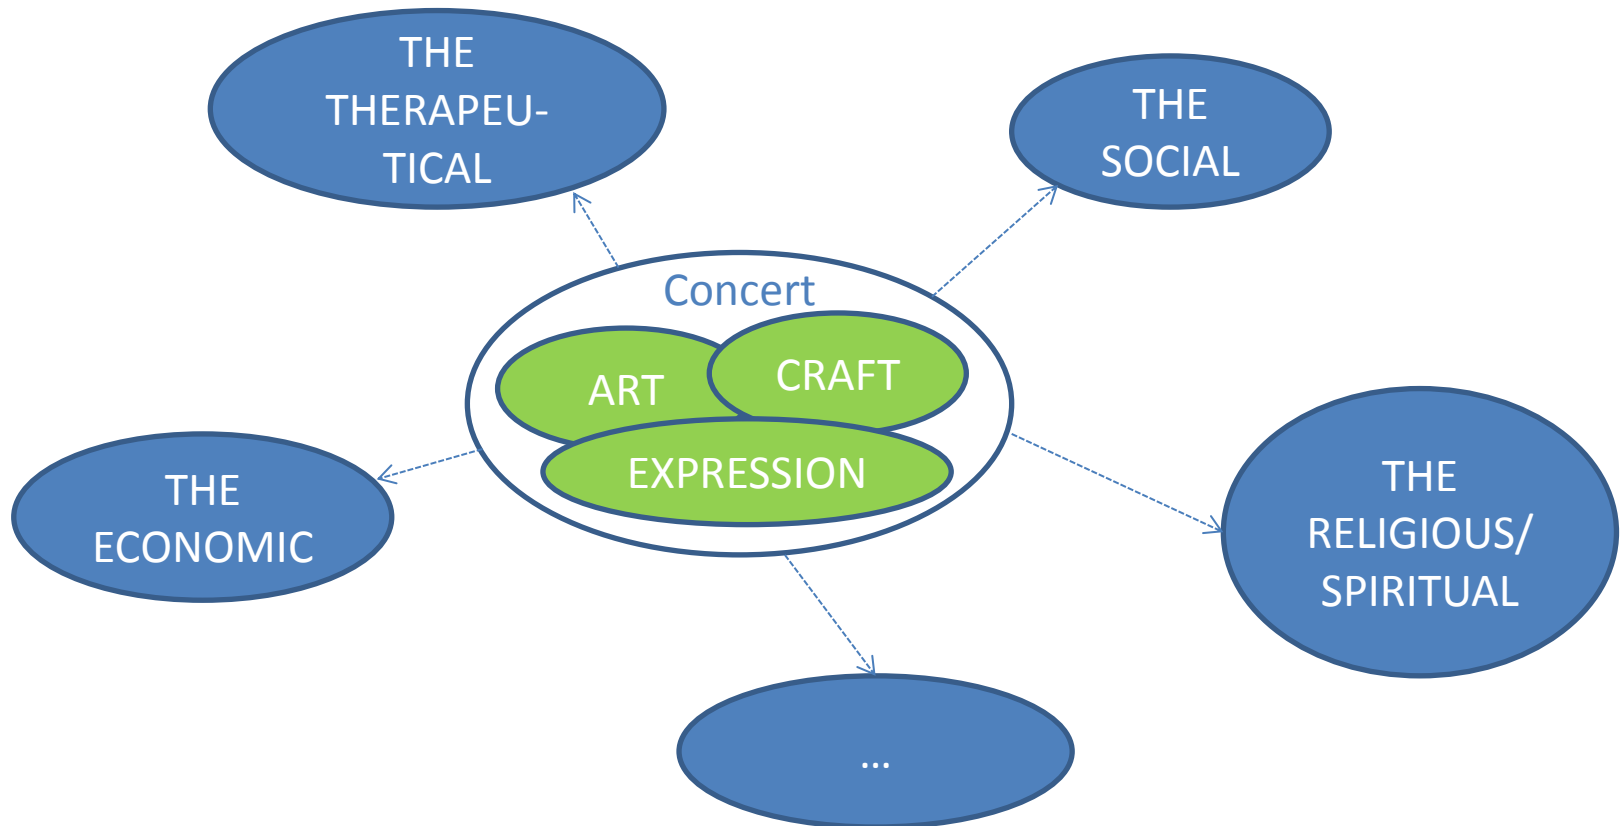 THE
THERAPEU-
TICAL
THE
SOCIAL
Concert
ART
CRAFT
EXPRESSION
THE
ECONOMIC
THE
RELIGIOUS/
SPIRITUAL
...